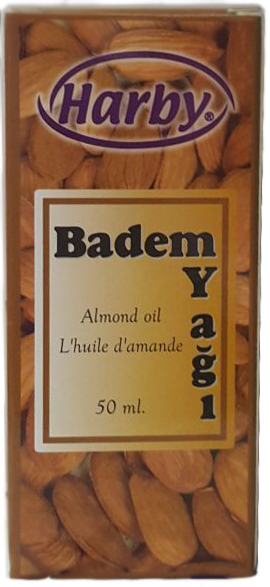 Harby®
Badem
Yağı
Almond oil
L'huile d'amande
50 ml.